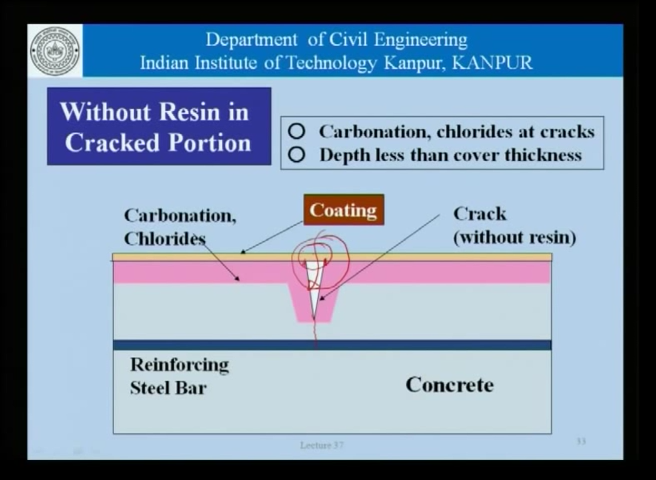 Department of Civil Engineering
Indian Institute of Technology Kanpur, KANPUR
Without Resin in
Cracked Portion
Carbonation, chlorides at cracks
Depth less than cover thickness
Carbonation,
Chlorides
Coating
Crack
(without resin)
Reinforcing
Steel Bar
Concrete
Lecture 37